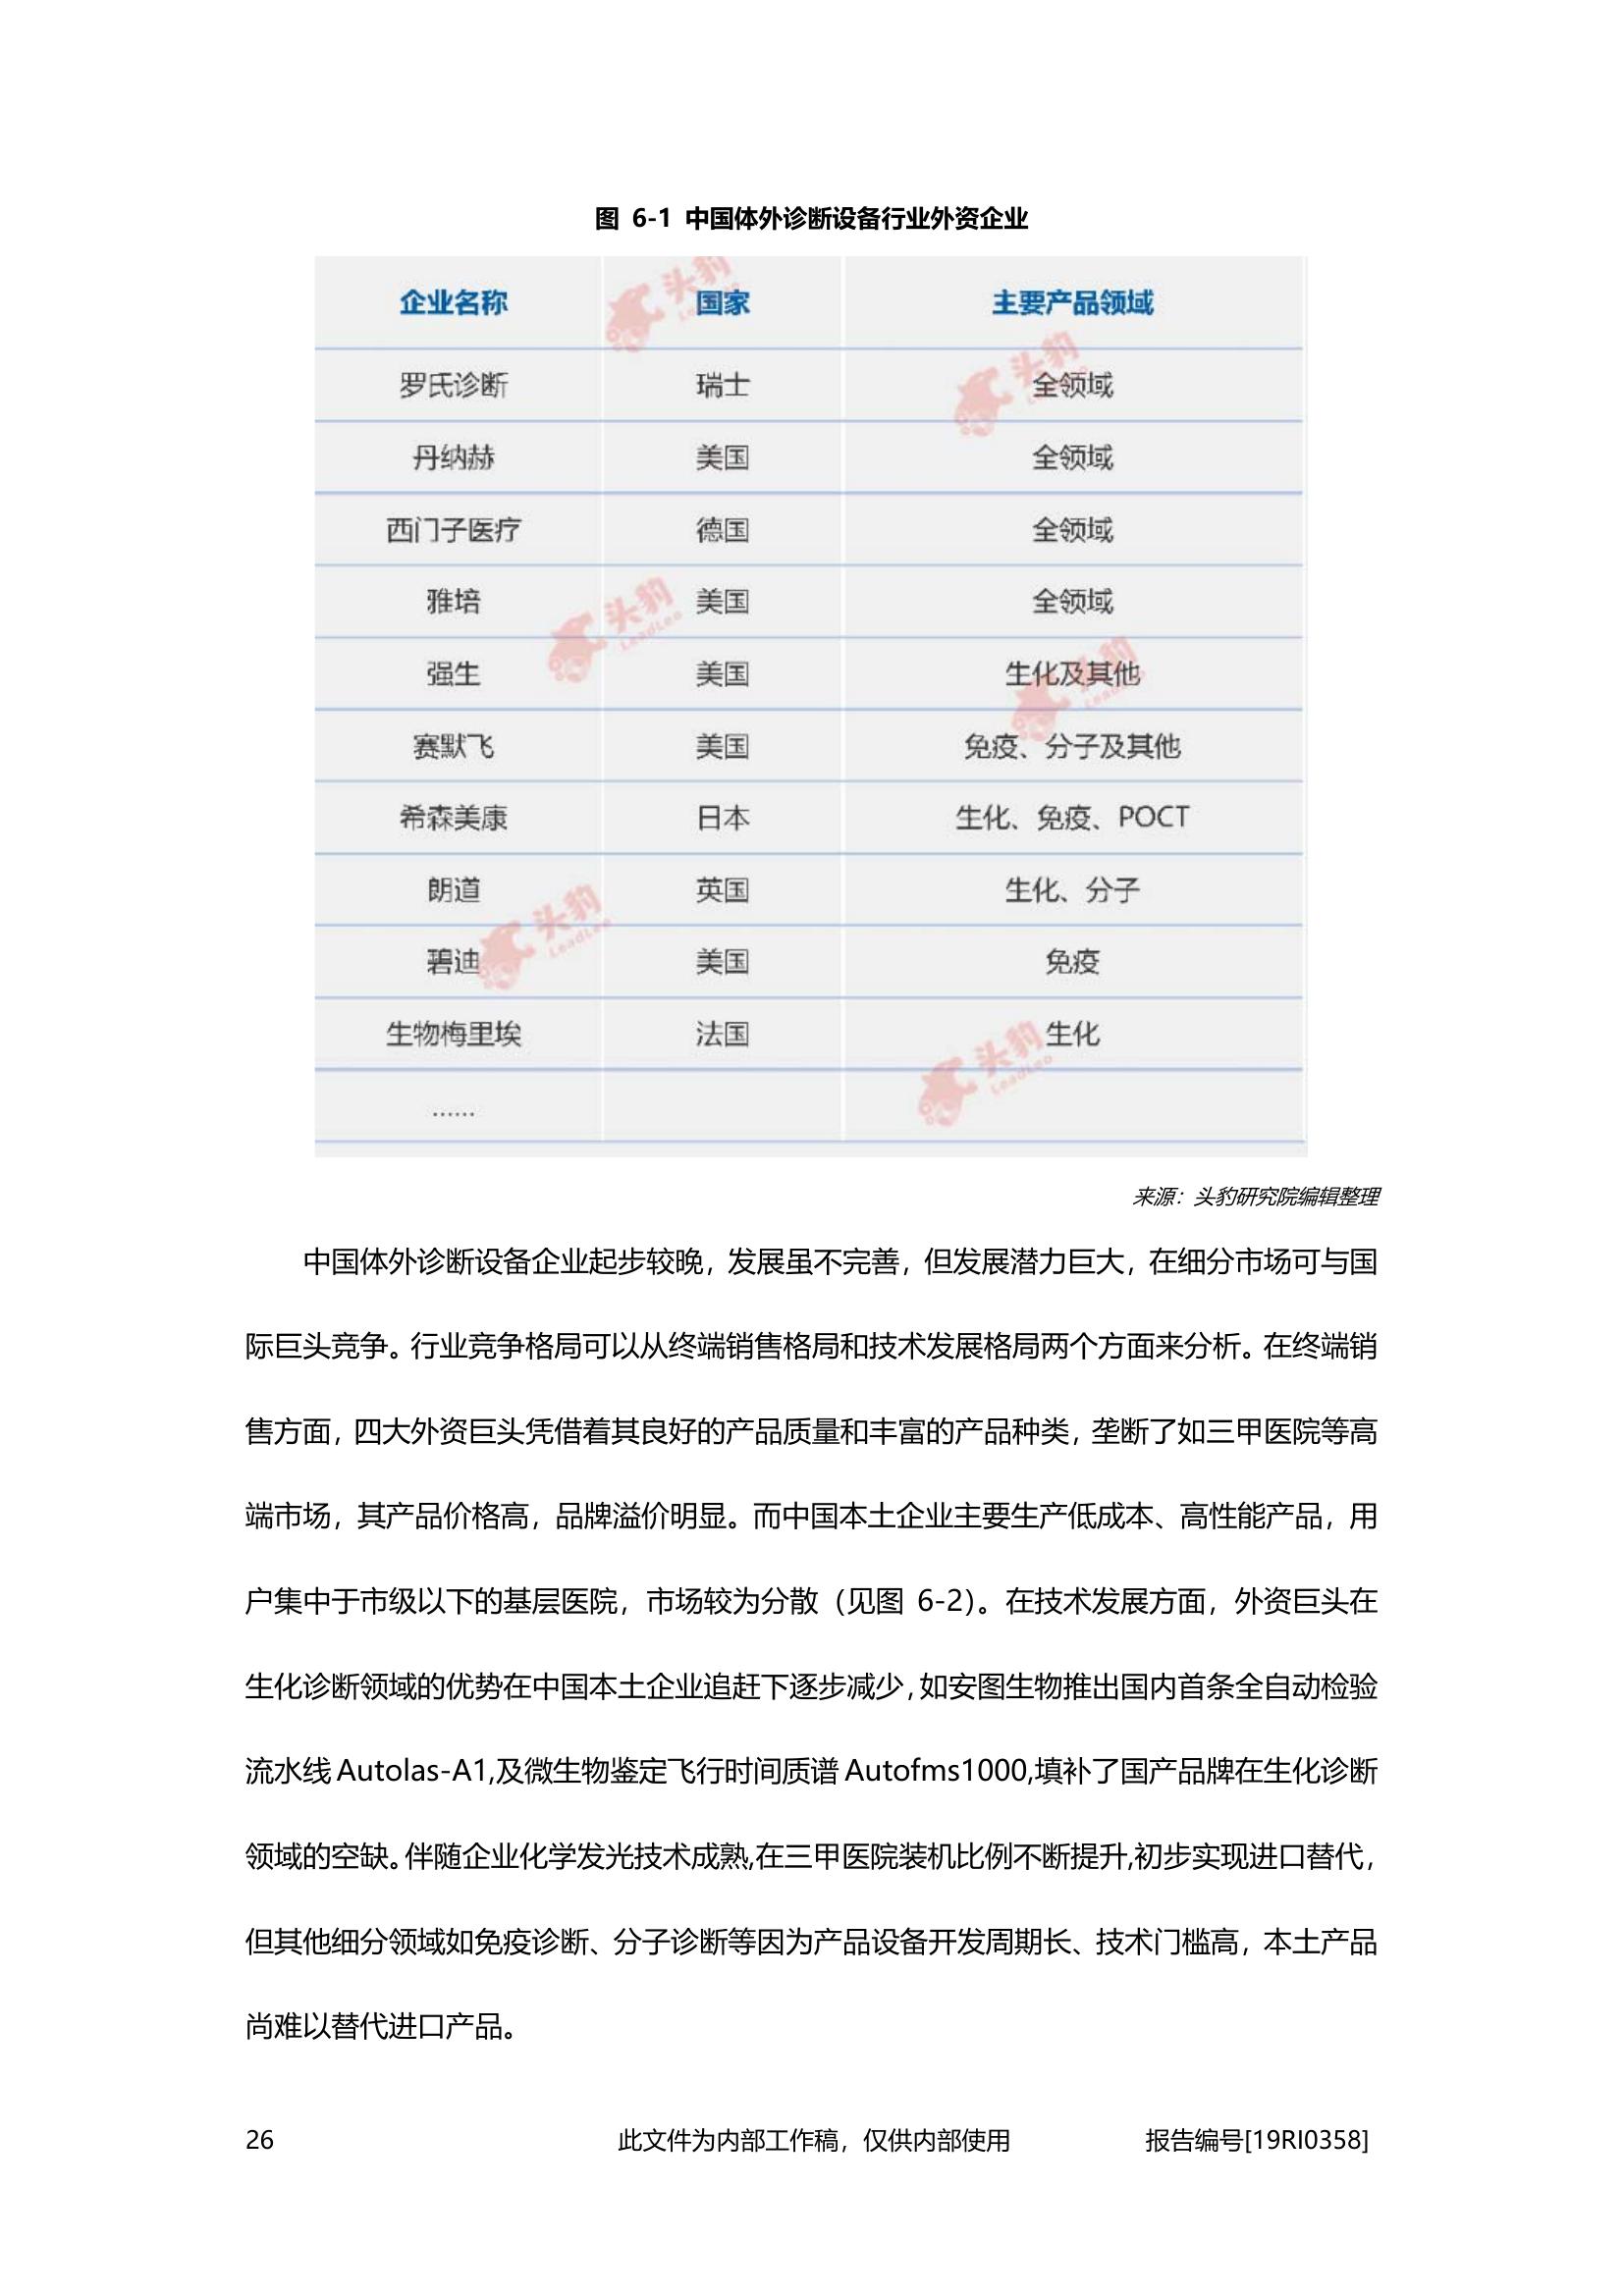 图 6-1 中国体外诊断设备行业外资企业
企业名称 国家 主要产品领域
罗氏诊断 瑞士 全领域
丹纳赫 美国 全领域
西门子医疗 德国 全领域
雅培 美国 全领域
强生 美国 生化及其他
赛默飞 美国 免疫、分子及其他
希森美康 日本 生化、免疫、POCT
朗道 英国 生化、分子
碧迪 美国 免疫
生物梅里埃 法国 生化
......
头豹 LeadLeo
头豹 LeadLeo
头豹 LeadLeo
头豹 LeadLeo
头豹 LeadLeo
头豹 LeadLeo
来源：头豹研究院编辑整理
中国体外诊断设备企业起步较晚，发展虽不完善，但发展潜力巨大，在细分市场可与国
际巨头竞争。行业竞争格局可以从终端销售格局和技术发展格局两个方面来分析。在终端销
售方面，四大外资巨头凭借着其良好的产品质量和丰富的产品种类，垄断了如三甲医院等高
端市场，其产品价格高，品牌溢价明显。而中国本土企业主要生产低成本、高性能产品，用
户集中于市级以下的基层医院，市场较为分散（见图 6-2）。在技术发展方面，外资巨头在
生化诊断领域的优势在中国本土企业追赶下逐步减少，如安图生物推出国内首条全自动检验
流水线 Autolas-A1,及微生物鉴定飞行时间质谱 Autofms1000,填补了国产品牌在生化诊断
领域的空缺。伴随企业化学发光技术成熟,在三甲医院装机比例不断提升,初步实现进口替代，
但其他细分领域如免疫诊断、分子诊断等因为产品设备开发周期长、技术门槛高，本土产品
尚难以替代进口产品。
26 此文件为内部工作稿，仅供内部使用 报告编号[19RI0358]